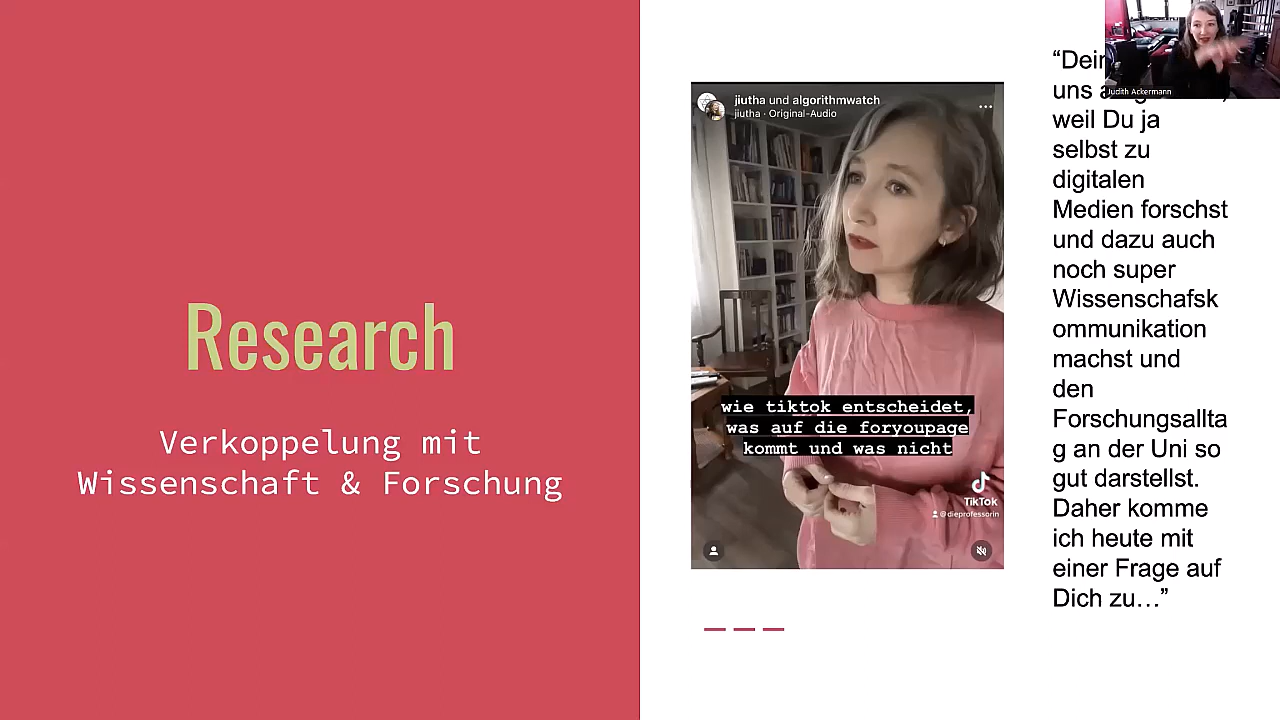 Research
Verkoppelung mit
Wissenschaft & Forschung
jiutha und algorithmwatch
jiutha · Original-Audio
wie tiktok entscheidet,
was auf die foryoupage
kommt und was nicht
TikTok
@dieprofessorin
Judith Ackermann
“Dein
uns
weil Du ja
selbst zu
digitalen
Medien forschst
und dazu auch
noch super
Wissenschafsk
ommunikation
machst und
den
Forschungsallta
g an der Uni so
gut darstellst.
Daher komme
ich heute mit
einer Frage auf
Dich zu…”